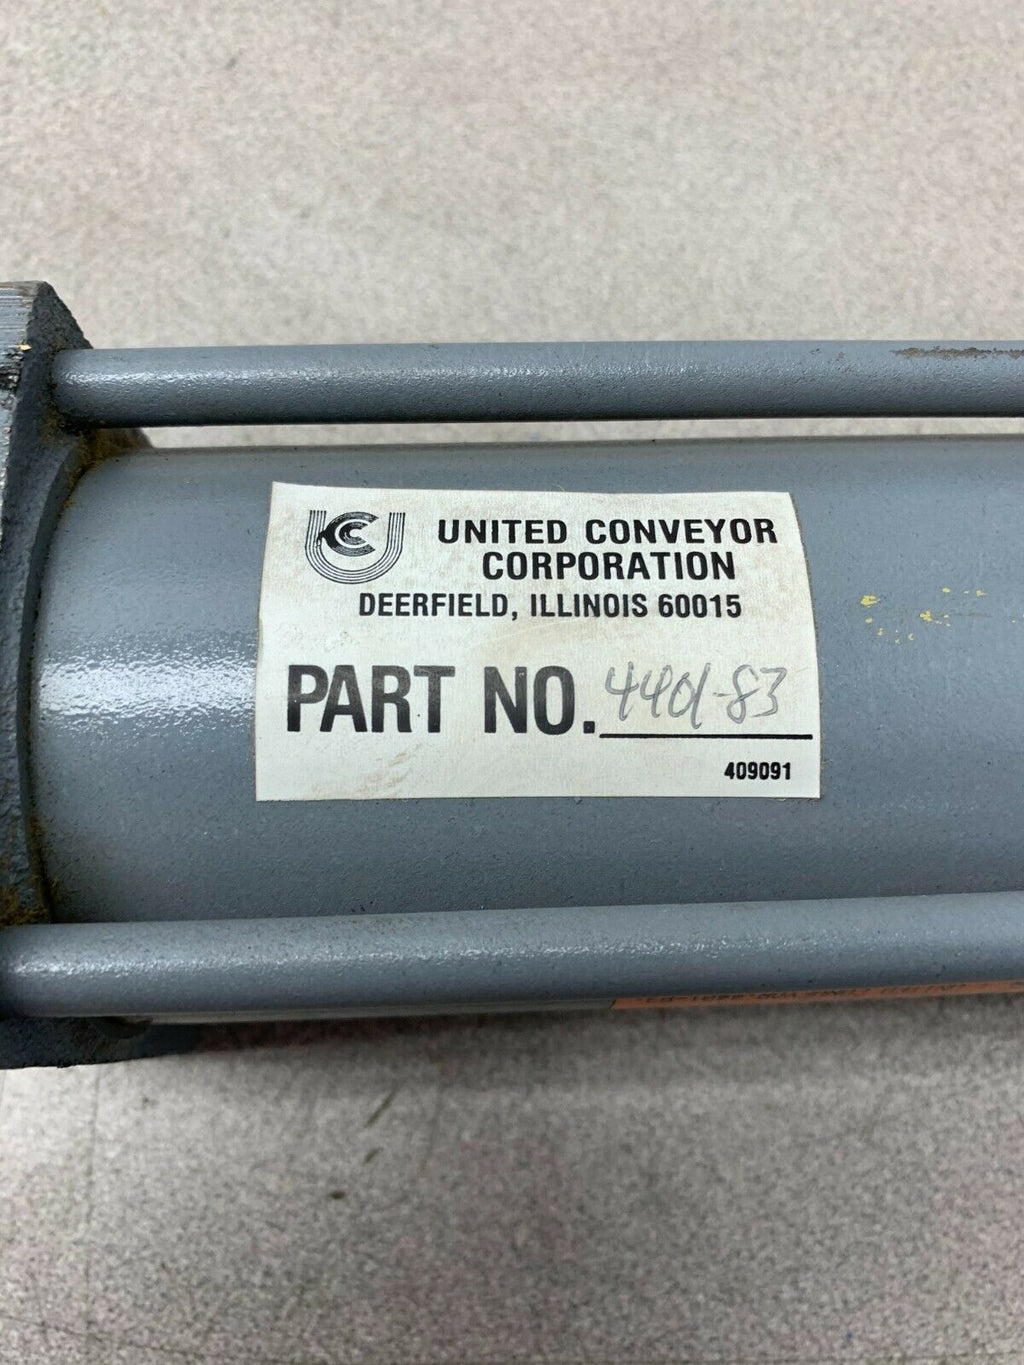 UNITED CONVEYOR
CORPORATION
DEERFIELD, ILLINOIS 60015
PART NO. 4401-83
409091